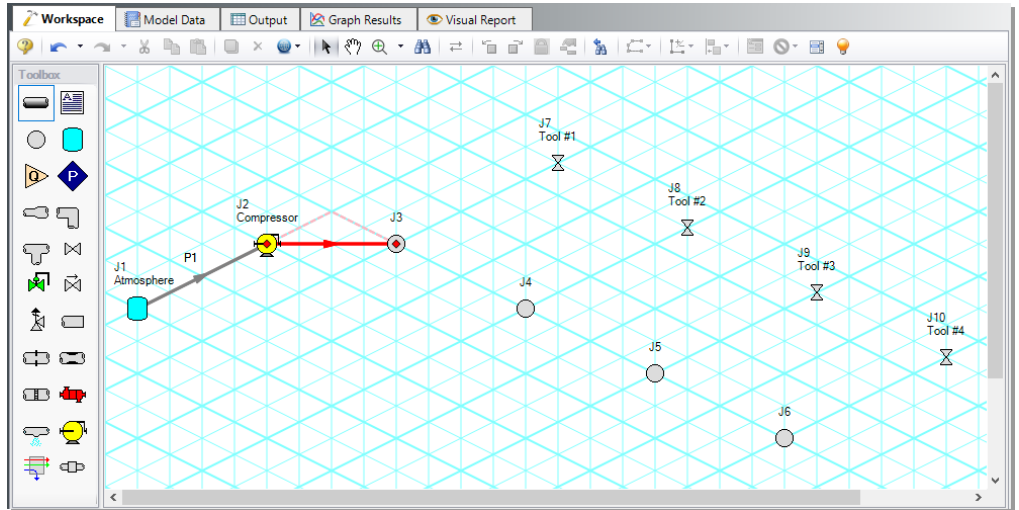 Workspace
Model Data
Output
Graph Results
Visual Report
Toolbox
A
Q
P
J7
Tool #1
J8
Tool #2
J2
Compressor
J3
P1
J9
Tool #3
J1
Atmosphere
J4
J10
Tool #4
J5
J6